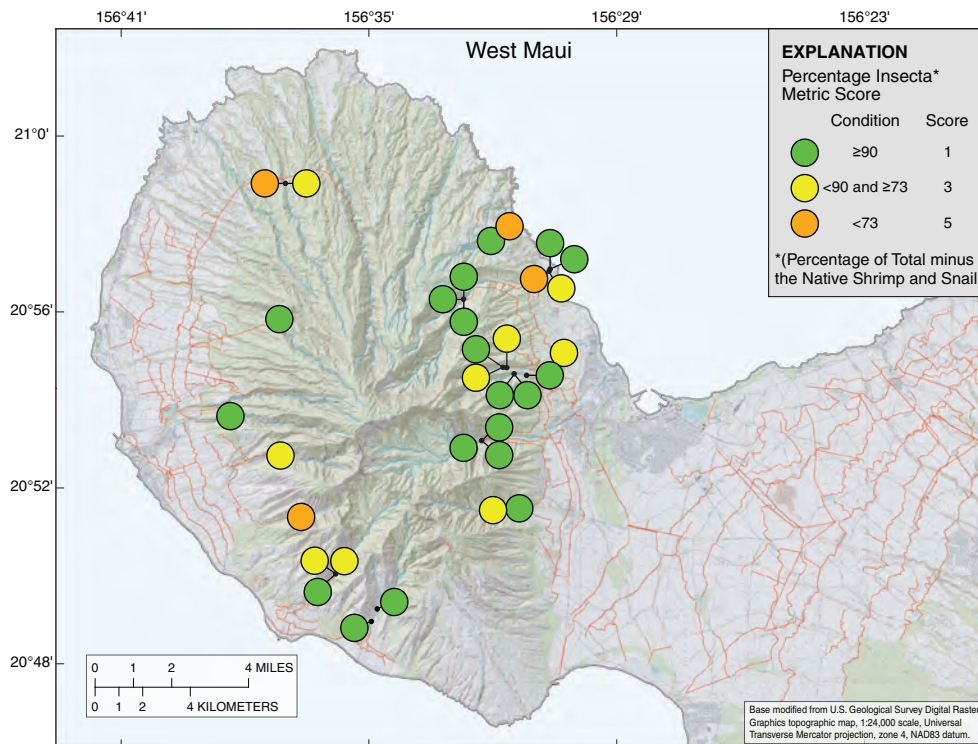 156°41'
156°35'
156°29'
156°23'
West Maui
EXPLANATION
Percentage Insecta*
Metric Score
Condition Score
≥90 1
<90 and ≥73 3
<73 5
*(Percentage of Total minus
the Native Shrimp and Snail
21°0'
20°56'
20°52'
20°48'
0 1 2 4 MILES
0 1 2 4 KILOMETERS
Base modified from U.S. Geological Survey Digital Raster
Graphics topographic map, 1:24,000 scale, Universal
Transverse Mercator projection, zone 4, NAD83 datum.